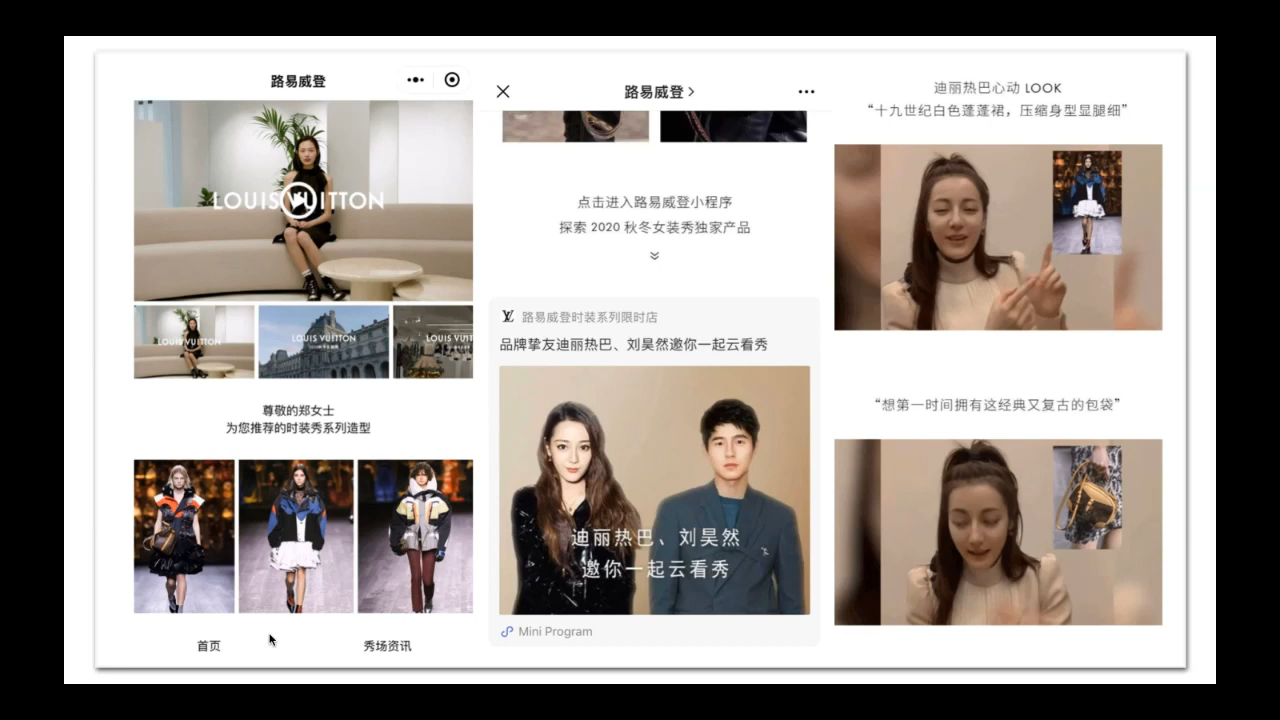 路易威登
LOUIS VUITTON
LOUIS VUITTON
LOUIS VUITTON
LOUIS VUIT
尊敬的郑女士
为您推荐的时装秀系列造型
首页
秀场资讯
路易威登
点击进入路易威登小程序
探索 2020 秋冬女装秀独家产品
路易威登时装系列限时店
品牌挚友迪丽热巴、刘昊然邀你一起云看秀
迪丽热巴、刘昊然
邀你一起云看秀
Mini Program
迪丽热巴心动 LOOK
“十九世纪白色蓬蓬裙，压缩身型显腿细”
“想第一时间拥有这经典又复古的包袋”